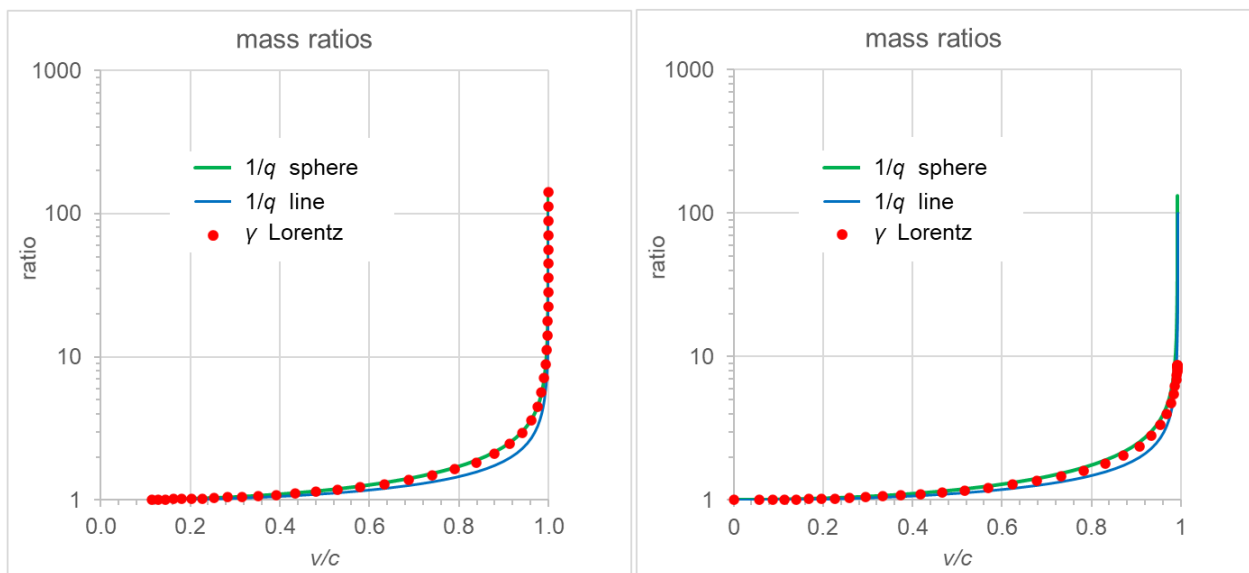 mass ratios
1000
100
10
1
ratio
1/q sphere
1/q line
γ Lorentz
0.0 0.2 0.4 0.6 0.8 1.0
v/c
mass ratios
1000
100
10
1
ratio
1/q sphere
1/q line
γ Lorentz
0 0.2 0.4 0.6 0.8 1
v/c